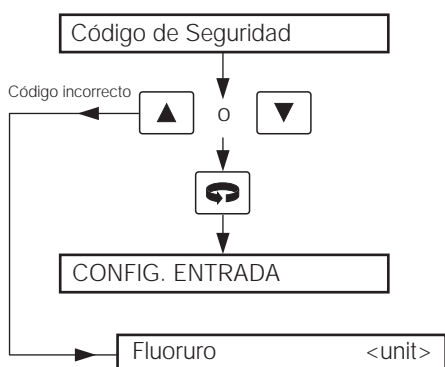 Código de Seguridad
Código incorrecto
o
CONFIG. ENTRADA
Fluoruro <unit>